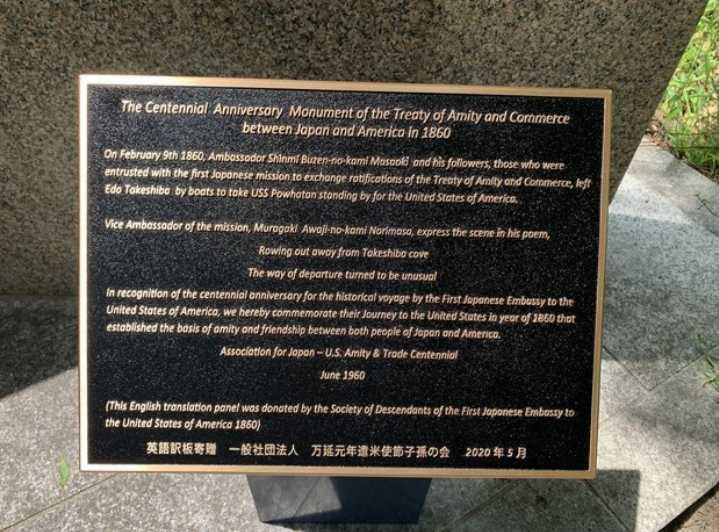 The Centennial Anniversary Monument of the Treaty of Amity and Commerce
between Japan and America in 1860
On February 9th 1860, Ambassador Shinmi Buzen-no-kami Masaoki and his followers, those who were
entrusted with the first Japanese mission to exchange ratifications of the Treaty of Amity and Commerce, left
Edo Takeshiba by boats to take USS Powhatan standing by for the United States of America.
Vice Ambassador of the mission, Muragaki Awaji-no-kami Norimasa, express the scene in his poem,
Rowing out away from Takeshiba cove
The way of departure turned to be unusual
In recognition of the centennial anniversary for the historical voyage by the First Japanese Embassy to the
United States of America, we hereby commemorate their Journey to the United States in year of 1860 that
established the basis of amity and friendship between both people of Japan and America.
Association for Japan – U.S. Amity & Trade Centennial
June 1960
(This English translation panel was donated by the Society of Descendants of the First Japanese Embassy to
the United States of America 1860)
英語訳板寄贈 一般社団法人 万延元年遣米使節子孫の会 2020年5月